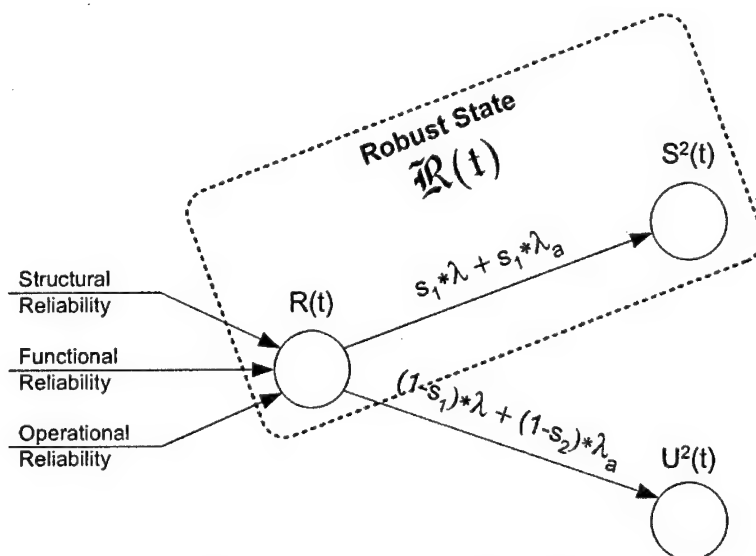 Robust State
ℜ(t)
S²(t)
s₁*λ + s₁*λₐ
Structural
Reliability
R(t)
Functional
Reliability
(1-s₁)*λ + (1-s₂)*λₐ
Operational
Reliability
U²(t)